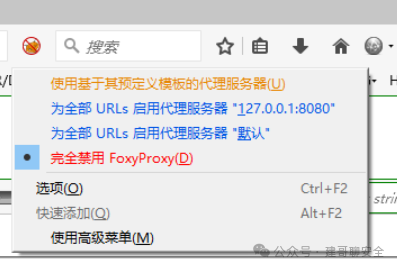 搜索
使用基于其预定义模板的代理服务器(U)
为全部 URLs 启用代理服务器 "127.0.0.1:8080"
为全部 URLs 启用代理服务器 "默认"
完全禁用 FoxyProxy(D)
选项(O) Ctrl+F2
快速添加(Q) Alt+F2
使用高级菜单(M)
公众号 · 建哥聊安全